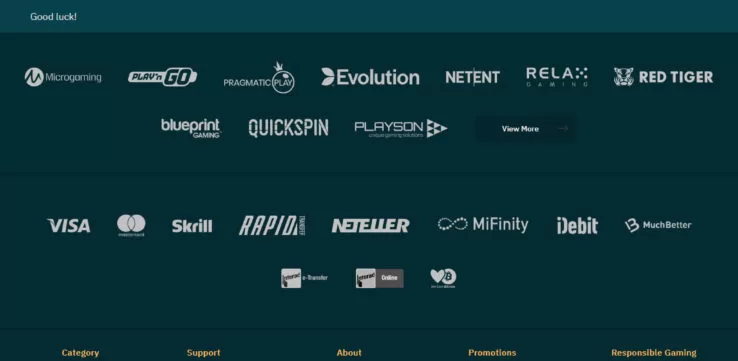 Good luck!
Microgaming PLAY'n GO PRAGMATIC PLAY Evolution NETENT RELAX GAMING RED TIGER
blueprint GAMING QUICKSPIN PLAYSON unique gaming solutions View More
VISA mastercard Skrill RAPID TRANSFER NETELLER MiFinity iDebit MuchBetter
Interac e-Transfer Interac Online
Category Support About Promotions Responsible Gaming